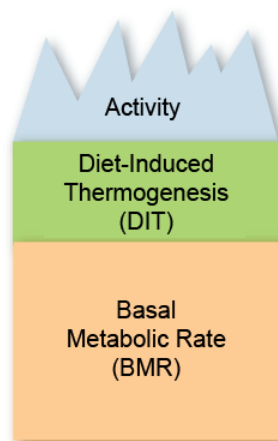 Activity
Diet-Induced
Thermogenesis
(DIT)
Basal
Metabolic Rate
(BMR)